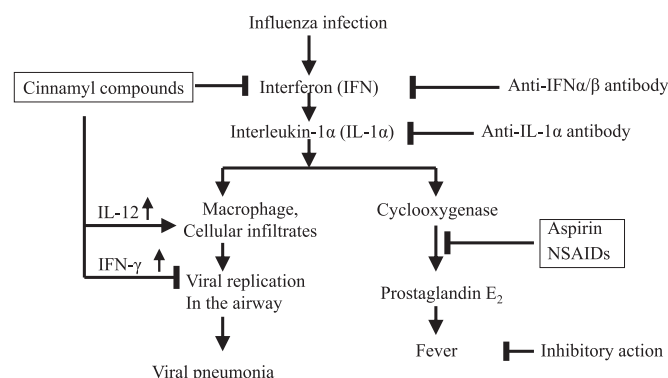 Influenza infection
Cinnamyl compounds
Interferon (IFN)
Anti-IFNα/β antibody
Interleukin-1α (IL-1α)
Anti-IL-1α antibody
IL-12
Macrophage,
Cellular infiltrates
Cyclooxygenase
Aspirin
NSAIDs
IFN-γ
Viral replication
In the airway
Prostaglandin E₂
Fever
Inhibitory action
Viral pneumonia